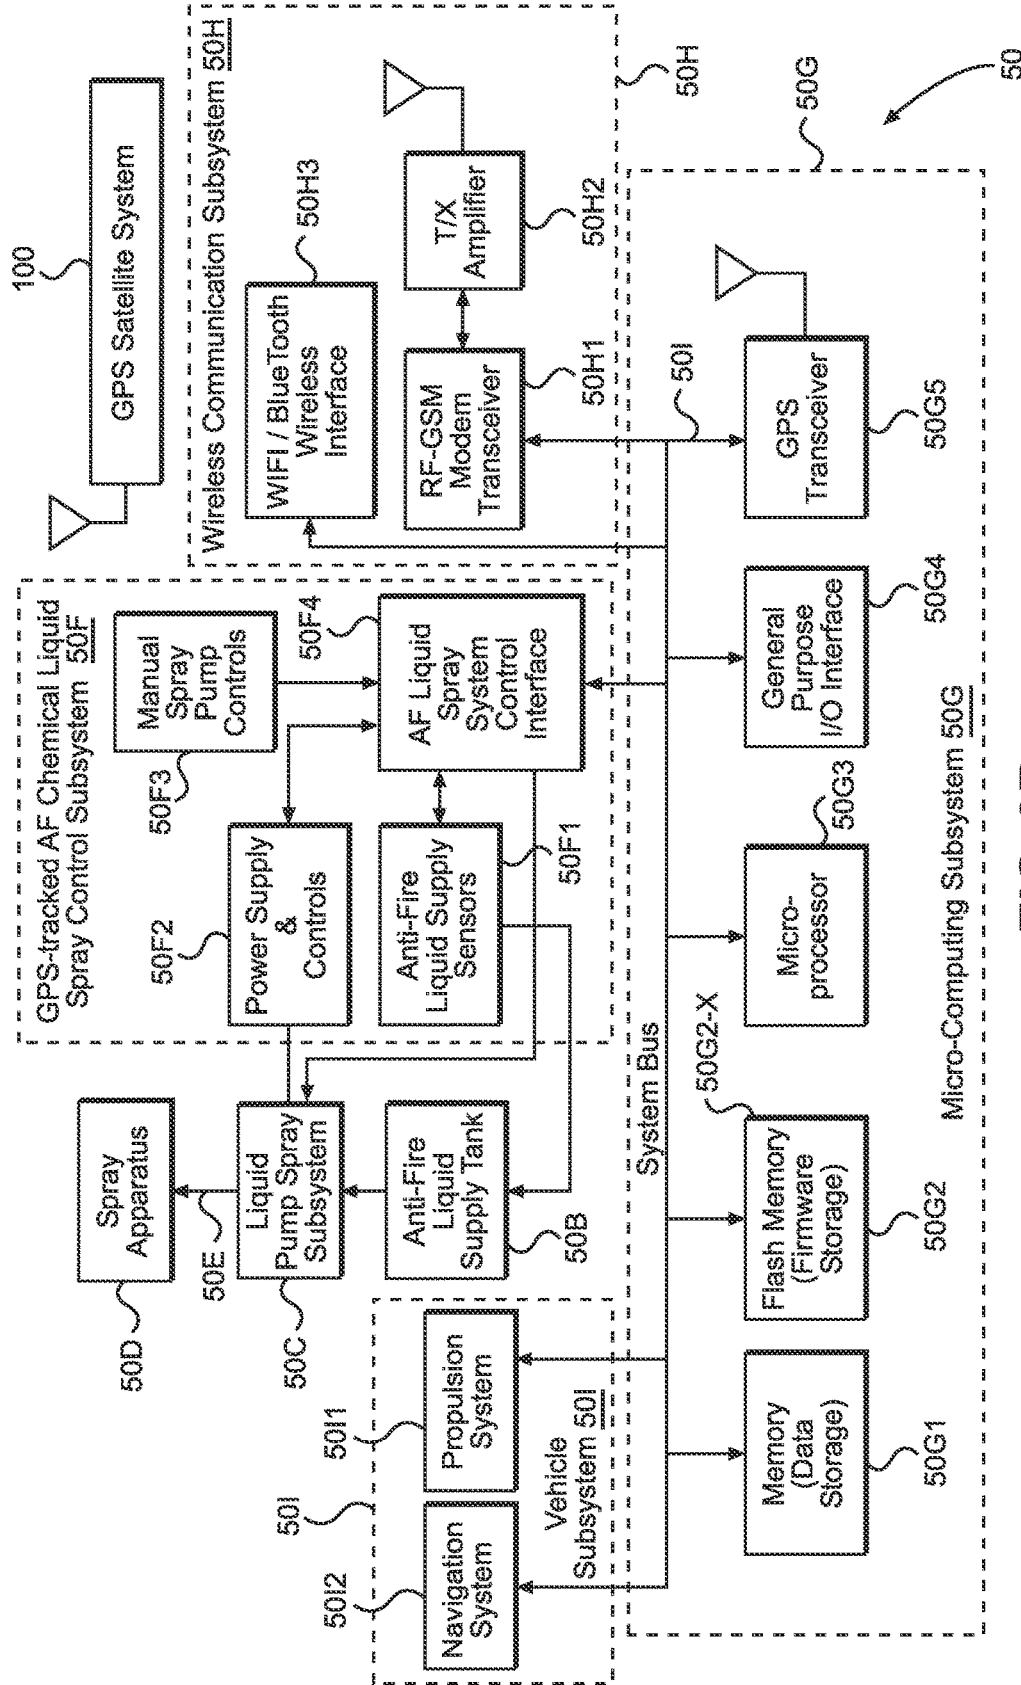 100
GPS Satellite System
GPS-tracked AF Chemical Liquid
Spray Control Subsystem 50F
Wireless Communication Subsystem 50H
50D
Spray
Apparatus
50E
50F3
Manual
Spray
Pump
Controls
50F2
Power Supply
&
Controls
50F4
WIFI / BlueTooth
Wireless
Interface
50H3
50C
Liquid
Pump Spray
Subsystem
50I
50I1
50I2
Navigation
System
Propulsion
System
Anti-Fire
Liquid
Supply Tank
50B
Anti-Fire
Liquid Supply
Sensors
50F1
AF Liquid
Spray
System
Control
Interface
RF-GSM
Modem
Transceiver
50H1
T/X
Amplifier
50H2
Vehicle
Subsystem 50I
50H
System Bus
50I
50G
50G2-X
Memory
(Data
Storage)
50G1
Flash Memory
(Firmware
Storage)
50G2
Micro-
processor
50G3
General
Purpose
I/O Interface
50G4
GPS
Transceiver
50G5
Micro-Computing Subsystem 50G
50